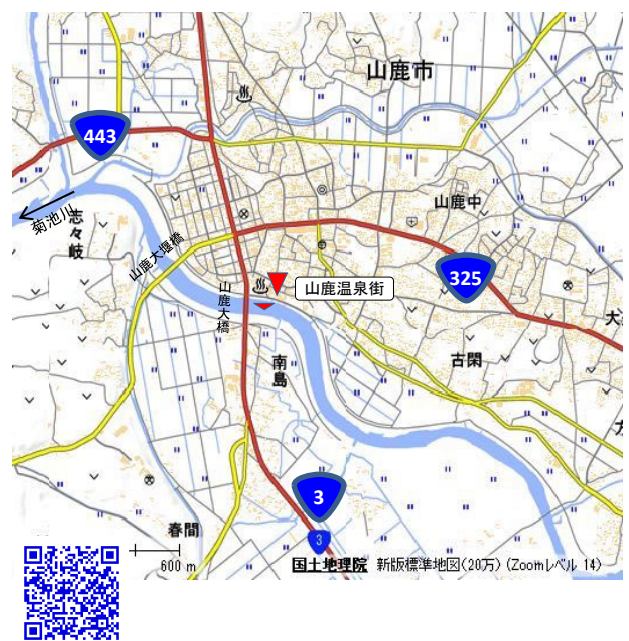 山鹿市
443
山鹿中
菊池川
志々岐
山鹿大堰橋
325
山鹿大橋
山鹿温泉街
大
南島
古閑
方
3
3
春間
600 m
国土地理院 新版標準地図(20万) (Zoomレベル 14)